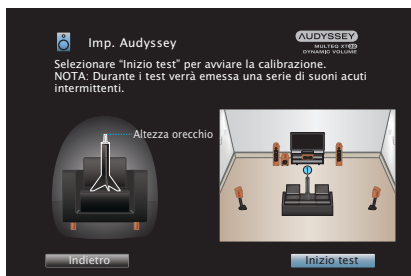 Imp. Audyssey
AUDYSSEY
MULTEQ XT32
DYNAMIC VOLUME
Selezionare “Inizio test” per avviare la calibrazione.
NOTA: Durante i test verrà emessa una serie di suoni acuti
intermittenti.
Altezza orecchio
Indietro
Inizio test